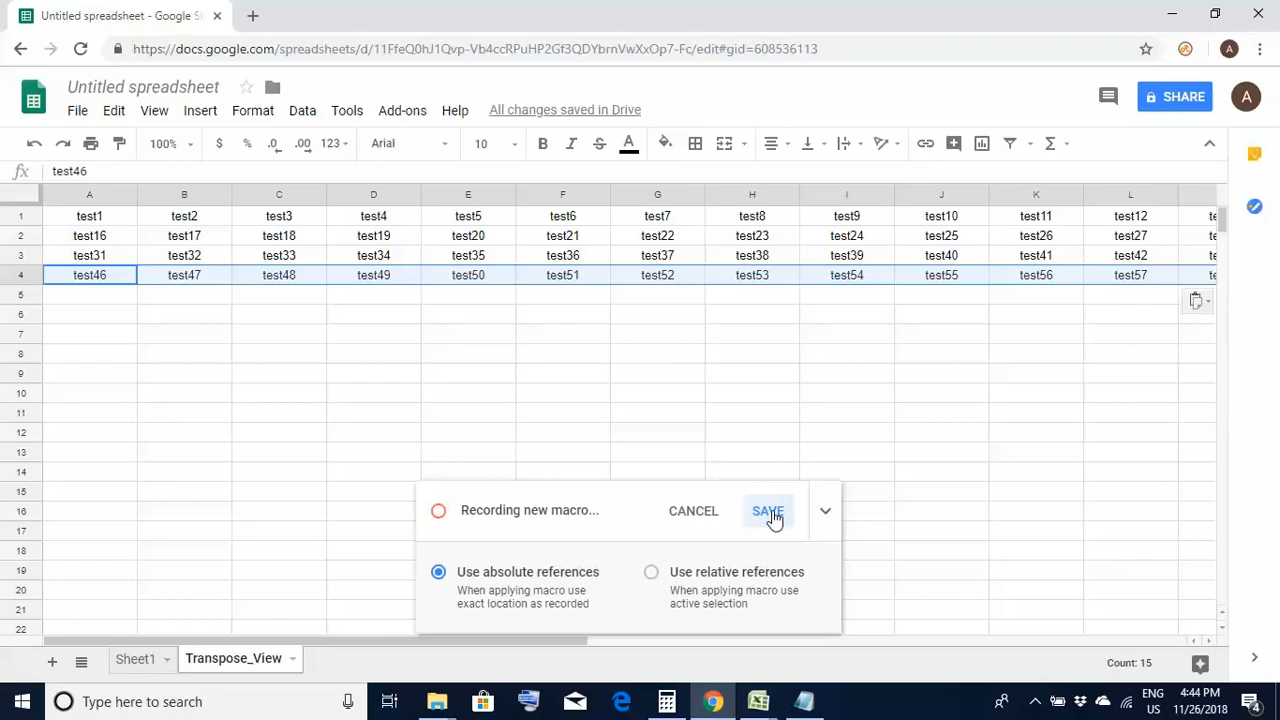 Untitled spreadsheet - Google S
https://docs.google.com/spreadsheets/d/11FfeQ0hJ1Qvp-Vb4ccRPuHP2Gf3QDYbrnVwXxOp7-Fc/edit#gid=608536113
Untitled spreadsheet
File Edit View Insert Format Data Tools Add-ons Help All changes saved in Drive
SHARE A
100% $ % .0 .00 123 Arial 10 B I S A
fx test46
A B C D E F G H I J K L
1 test1 test2 test3 test4 test5 test6 test7 test8 test9 test10 test11 test12
2 test16 test17 test18 test19 test20 test21 test22 test23 test24 test25 test26 test27
3 test31 test32 test33 test34 test35 test36 test37 test38 test39 test40 test41 test42
4 test46 test47 test48 test49 test50 test51 test52 test53 test54 test55 test56 test57
5
6
7
8
9
10
11
12
13
14
15
16
17
18
19
20
21
22
Recording new macro... CANCEL SAVE
Use absolute references
When applying macro use
exact location as recorded
Use relative references
When applying macro use
active selection
Sheet1 Transpose_View Count: 15
Type here to search
ENG
US
4:44 PM
11/26/2018
4